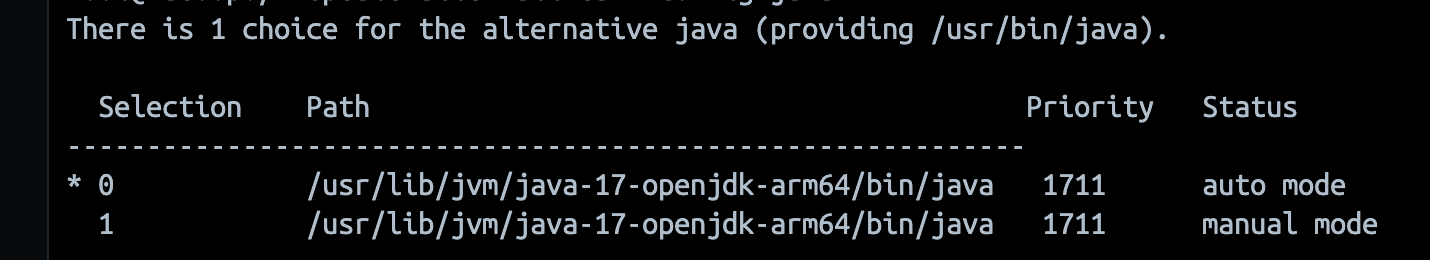 There is 1 choice for the alternative java (providing /usr/bin/java).
  Selection    Path                                         Priority   Status
------------------------------------------------------------
* 0            /usr/lib/jvm/java-17-openjdk-arm64/bin/java   1711      auto mode
  1            /usr/lib/jvm/java-17-openjdk-arm64/bin/java   1711      manual mode